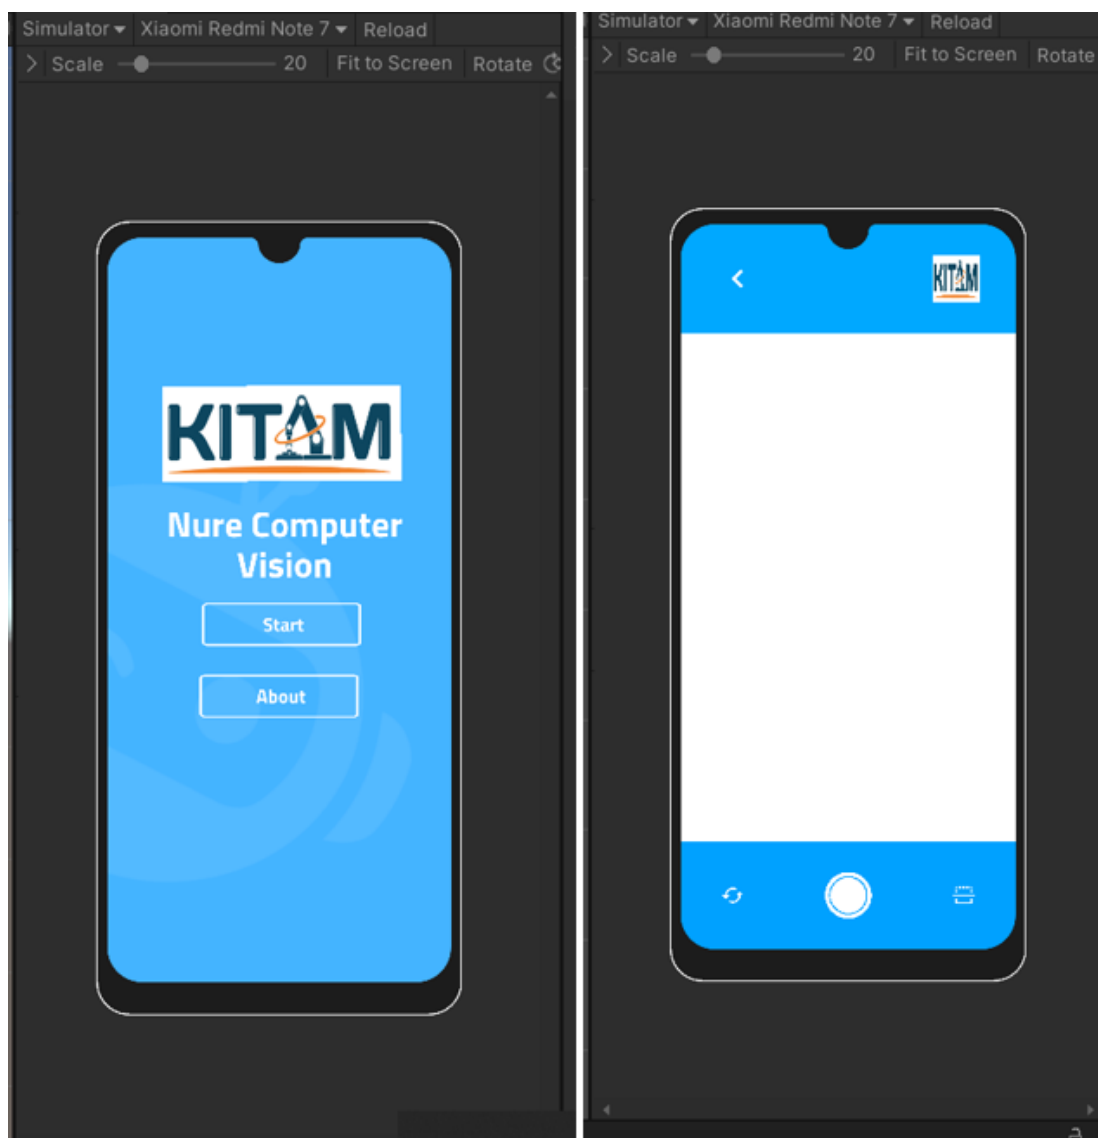 Simulator Xiaomi Redmi Note 7 Reload
Scale 20 Fit to Screen Rotate
KITAM
Nure Computer
Vision
Start
About
Simulator Xiaomi Redmi Note 7 Reload
Scale 20 Fit to Screen Rotate
KITAM